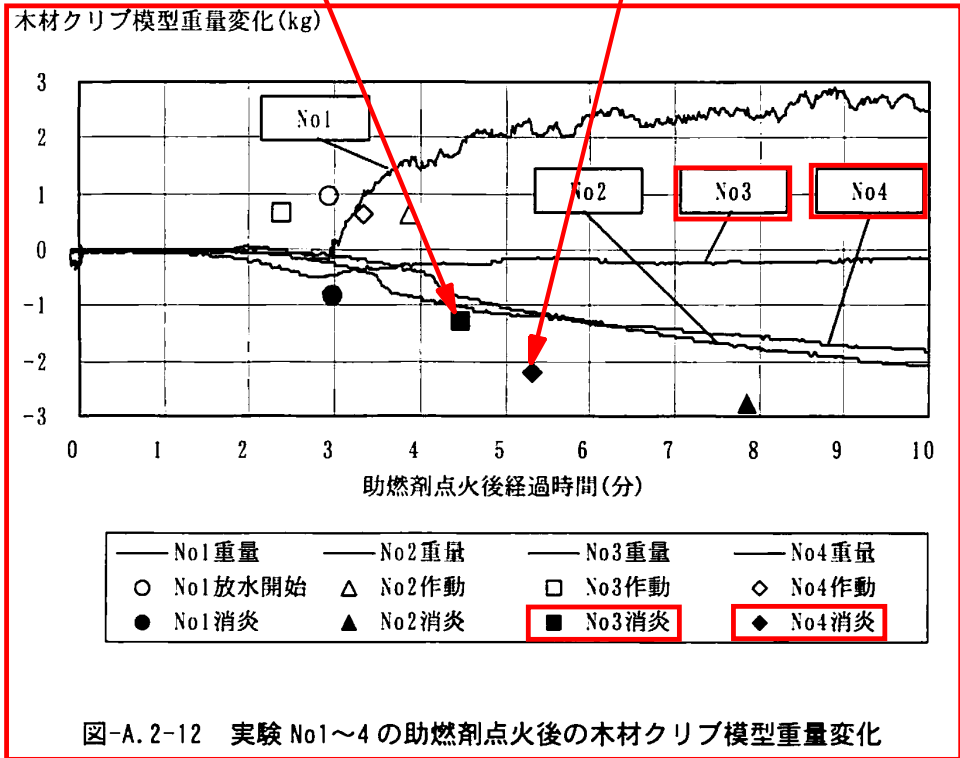 木材クリブ模型重量変化(kg)
3
2
1
0
-1
-2
-3
No1
No2
No3
No4
0 1 2 3 4 5 6 7 8 9 10
助燃剤点火後経過時間(分)
No1重量 No2重量 No3重量 No4重量
No1放水開始 No2作動 No3作動 No4作動
No1消炎 No2消炎 No3消炎 No4消炎
図-A.2-12 実験 No1～4 の助燃剤点火後の木材クリブ模型重量変化